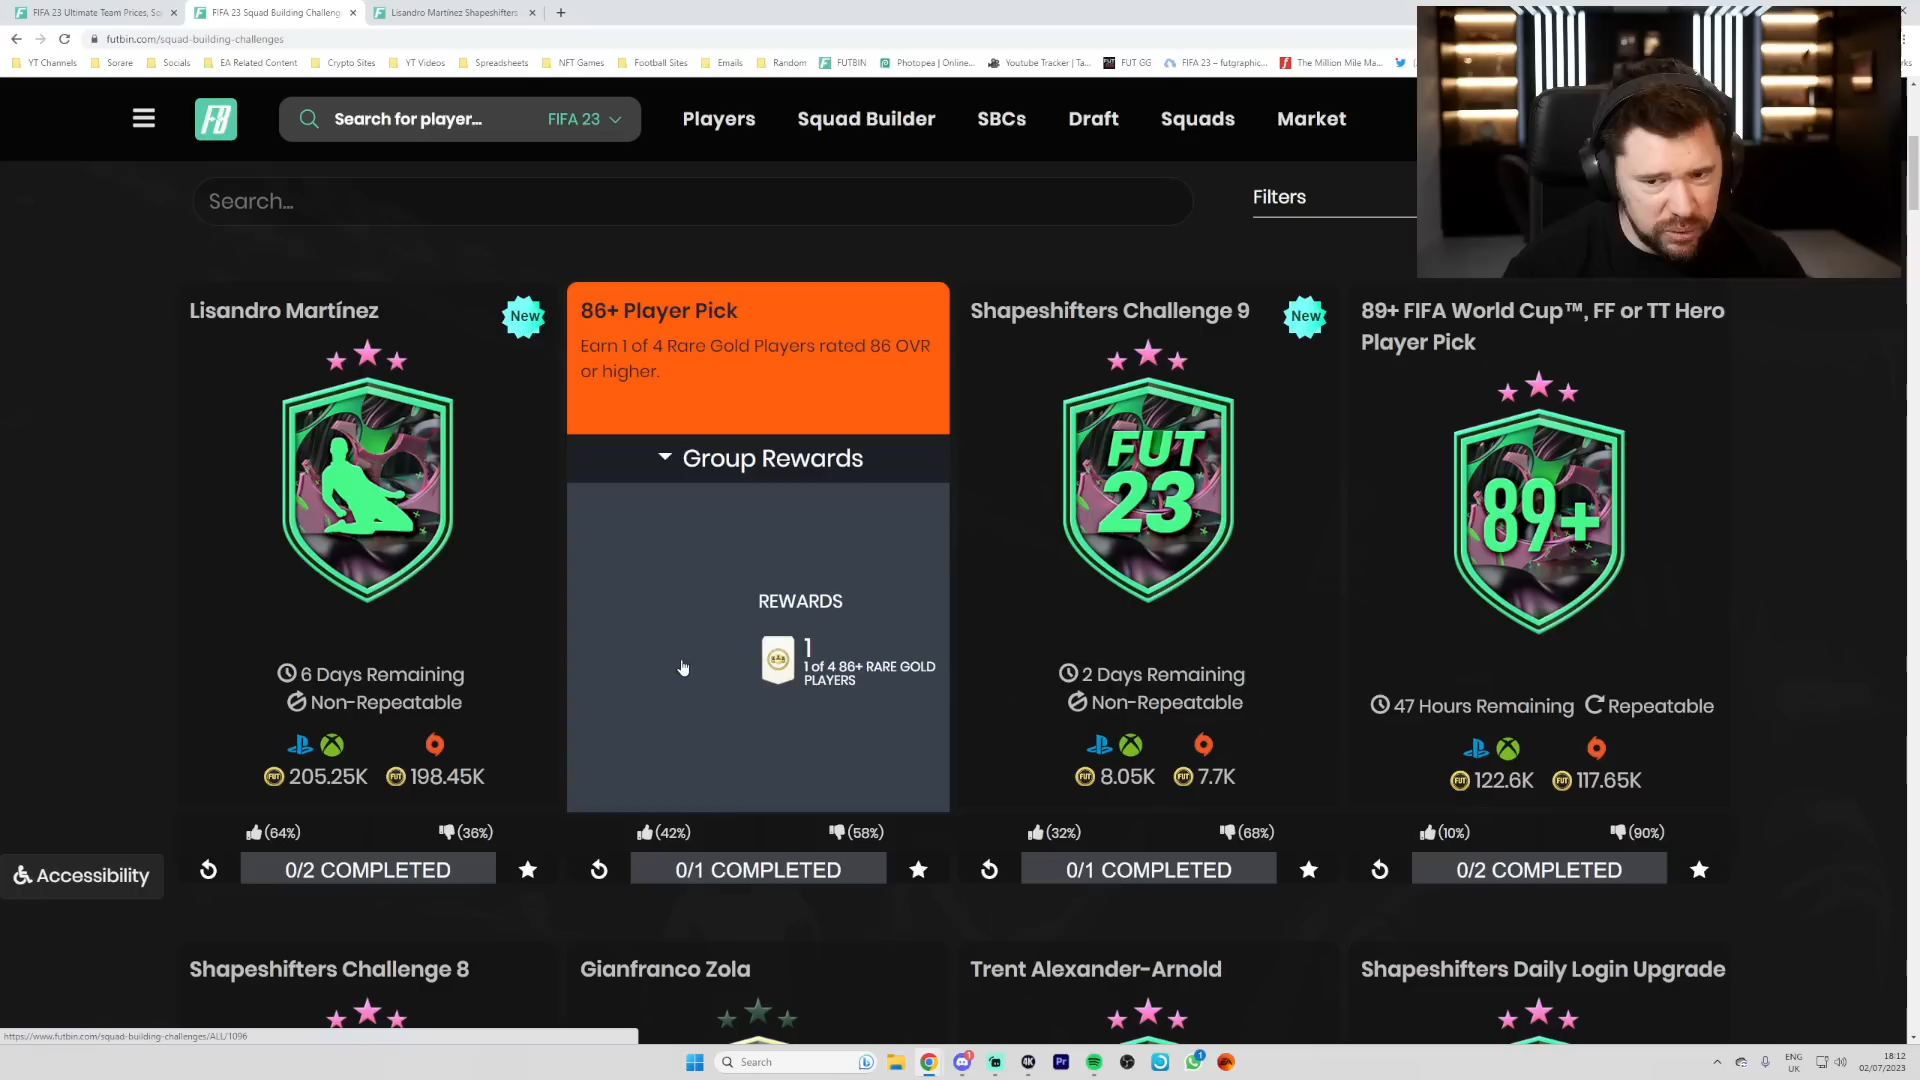 FIFA 23 Ultimate Team Prices, Sq
FIFA 23 Squad Building Challeng
Lisandro Martínez Shapeshifters
futbin.com/squad-building-challenges
YT Channels
Sorare
Socials
EA Related Content
Crypto Sites
YT Videos
Spreadsheets
NFT Games
Football Sites
Emails
Random
FUTBIN
Photopea | Online...
Youtube Tracker | Ta...
FUT GG
FIFA 23 – futgraphic...
The Million Mile Ma...
Search for player...
FIFA 23
Players
Squad Builder
SBCs
Draft
Squads
Market
Search...
Filters
Lisandro Martínez
New
6 Days Remaining
Non-Repeatable
205.25K
198.45K
(64%)
(36%)
0/2 COMPLETED
86+ Player Pick
Earn 1 of 4 Rare Gold Players rated 86 OVR
or higher.
Group Rewards
REWARDS
1
1 of 4 86+ RARE GOLD
PLAYERS
(42%)
(58%)
0/1 COMPLETED
Shapeshifters Challenge 9
New
FUT
23
2 Days Remaining
Non-Repeatable
8.05K
7.7K
(32%)
(68%)
0/1 COMPLETED
89+ FIFA World Cup™, FF or TT Hero
Player Pick
89+
47 Hours Remaining
Repeatable
122.6K
117.65K
(10%)
(90%)
0/2 COMPLETED
Accessibility
Shapeshifters Challenge 8
Gianfranco Zola
Trent Alexander-Arnold
Shapeshifters Daily Login Upgrade
https://www.futbin.com/squad-building-challenges/ALL/1096
Search
ENG
UK
18:12
02/07/2023